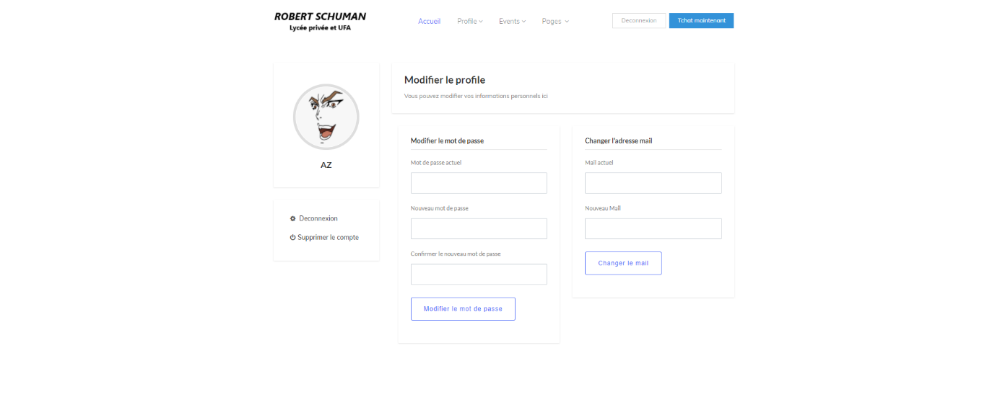 ROBERT SCHUMAN
Lycée privée et UFA
Accueil
Profile
Events
Pages
Deconnexion
Tchat maintenant
AZ
Deconnexion
Supprimer le compte
Modifier le profile
Vous pouvez modifier vos informations personnels ici
Modifier le mot de passe
Mot de passe actuel
Nouveau mot de passe
Confirmer le nouveau mot de passe
Modifier le mot de passe
Changer l'adresse mail
Mail actuel
Nouveau Mail
Changer le mail